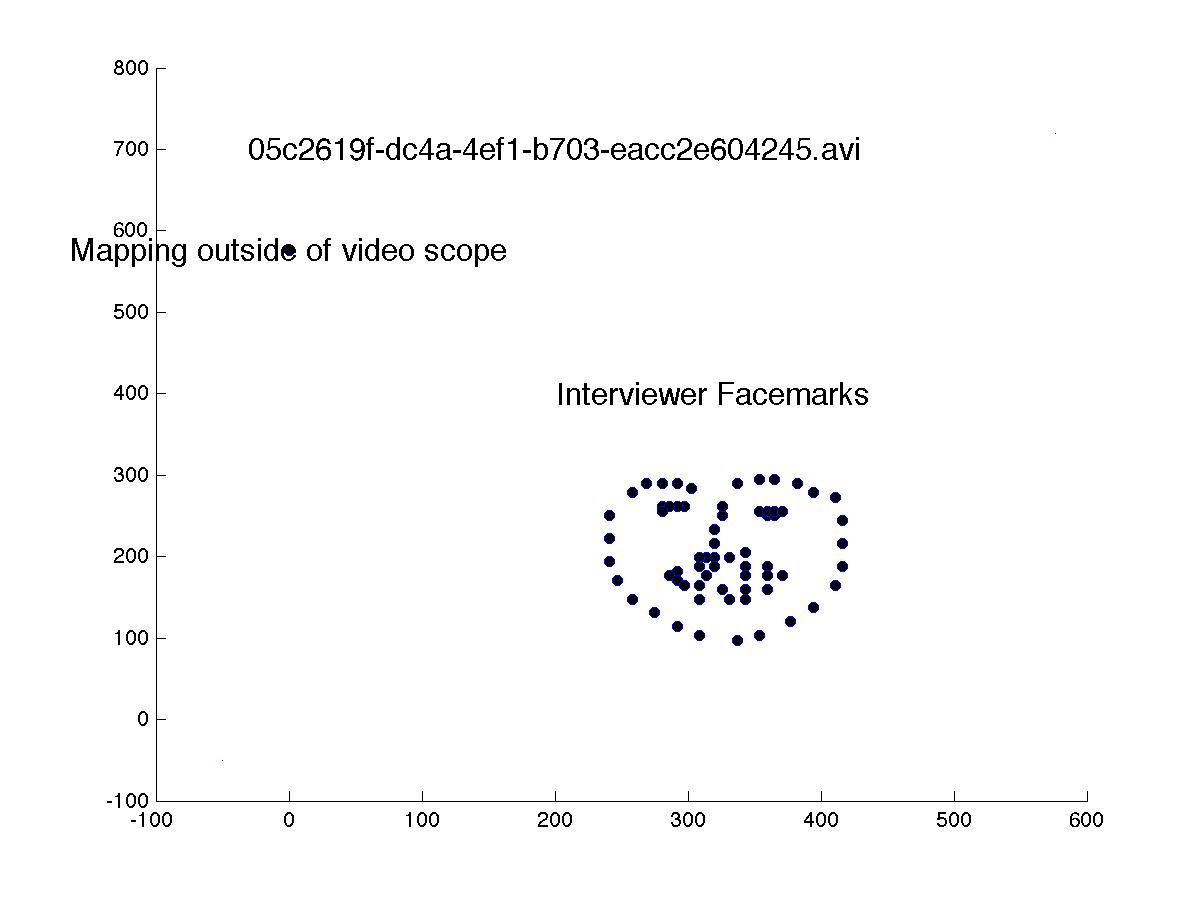 800
700
05c2619f-dc4a-4ef1-b703-eacc2e604245.avi
600
Mapping outside of video scope
500
400
Interviewer Facemarks
300
200
100
0
-100
-100 0 100 200 300 400 500 600